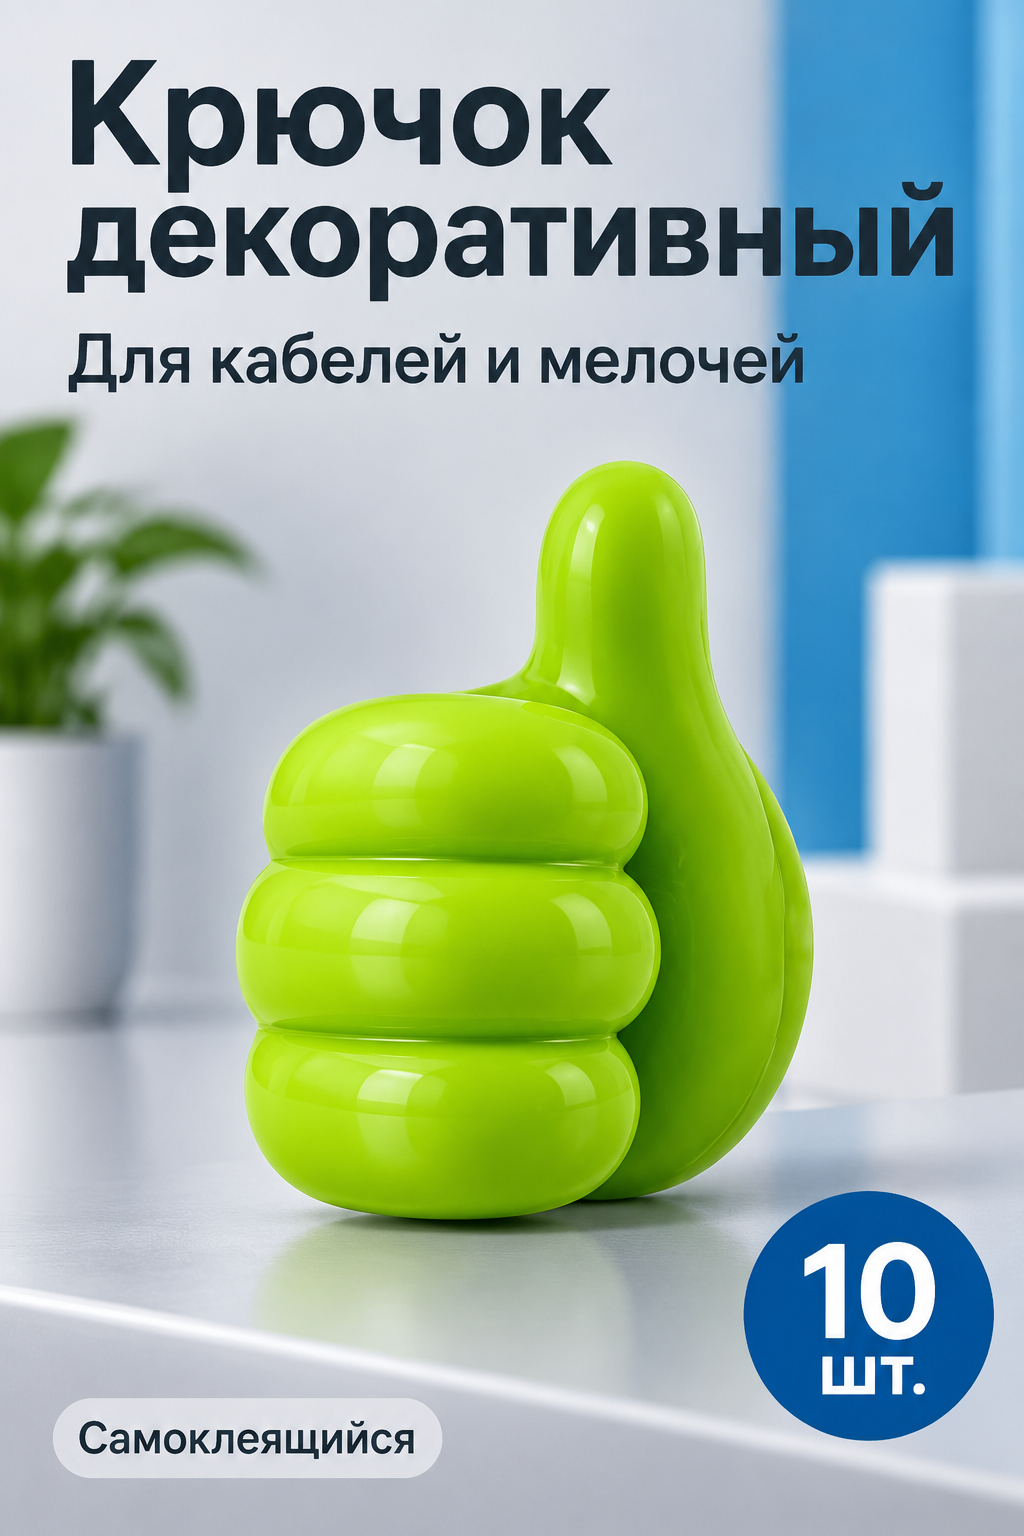 Крючок
декоративный
Для кабелей и мелочей
10
шт.
Самоклеящийся